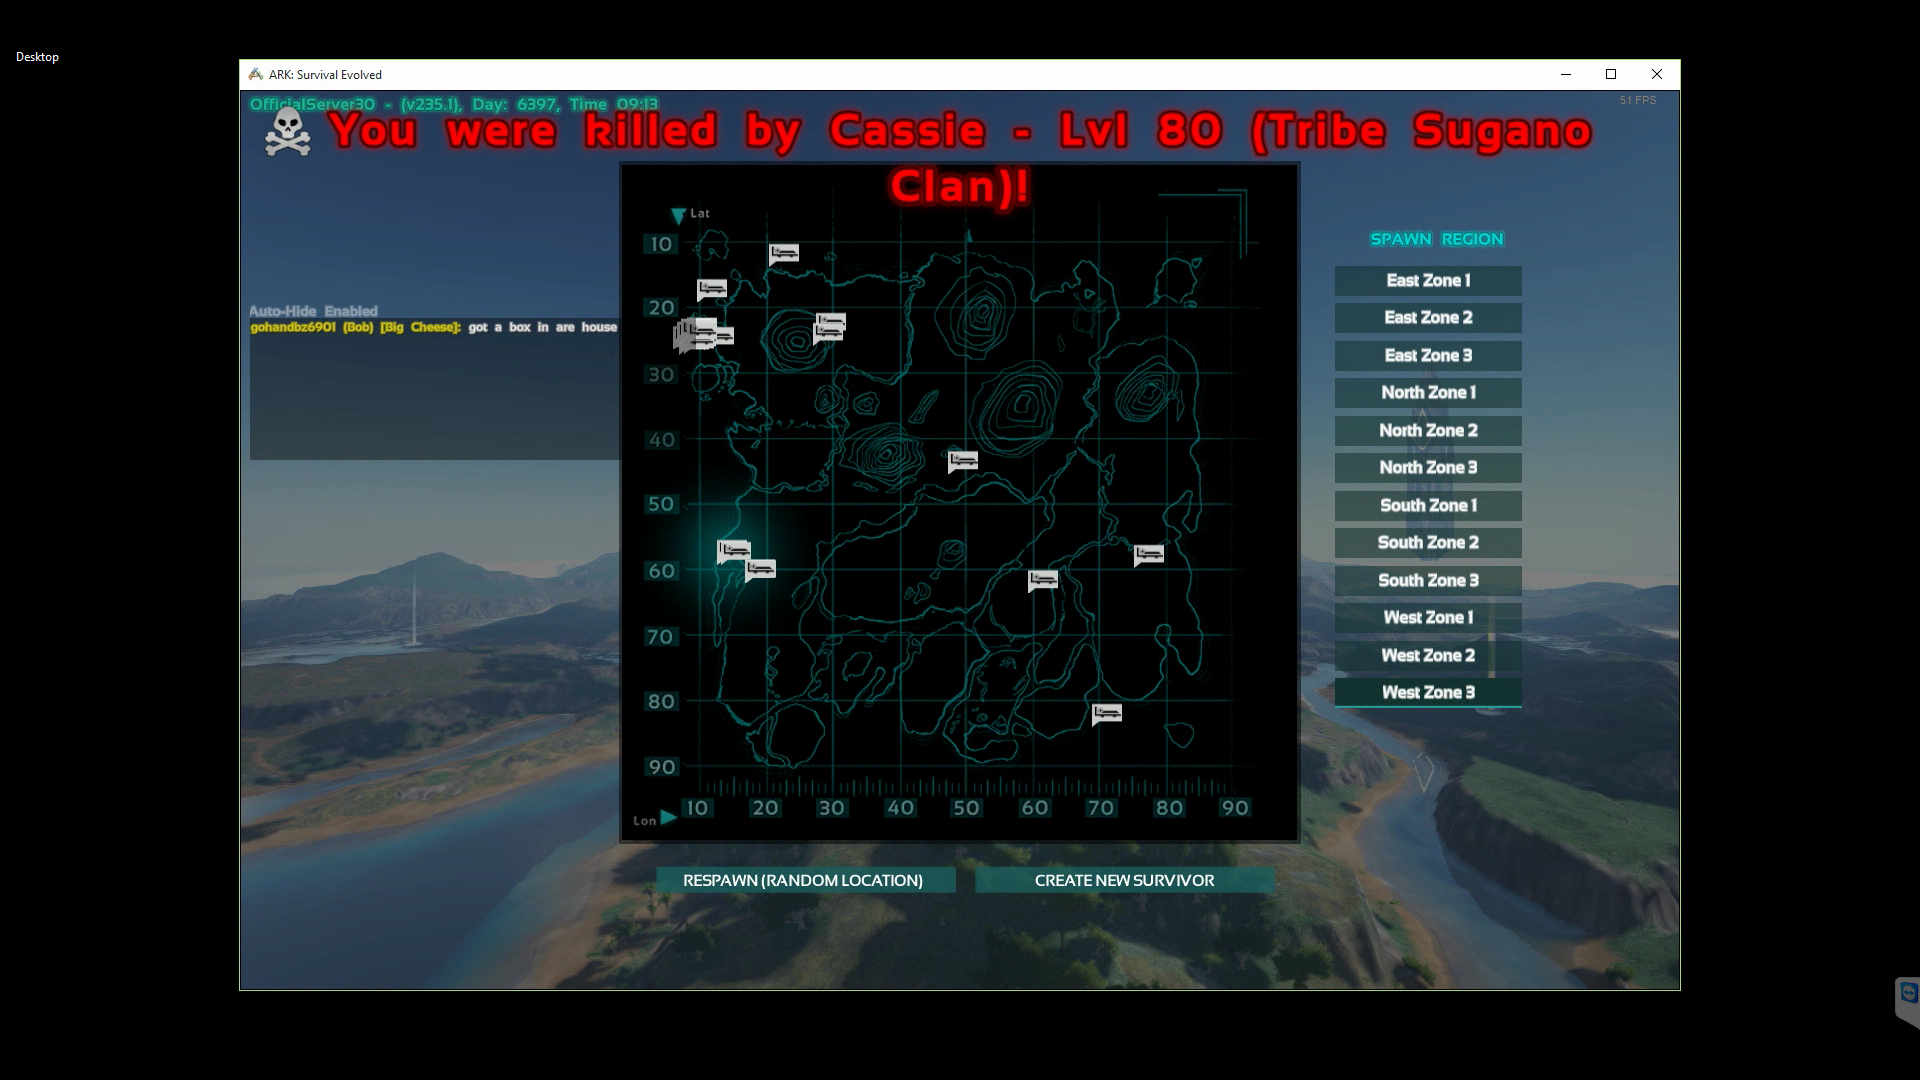 Desktop
ARK: Survival Evolved
OfficialServer30 - (v235.1), Day: 6397, Time 09:13
51 FPS
You were killed by Cassie - Lvl 80 (Tribe Sugano
Clan)!
Lat
10
20
30
40
50
60
70
80
90
Lon
10 20 30 40 50 60 70 80 90
Auto-Hide Enabled
gohandbz6901 (Bob) [Big Cheese]: got a box in are house
SPAWN REGION
East Zone 1
East Zone 2
East Zone 3
North Zone 1
North Zone 2
North Zone 3
South Zone 1
South Zone 2
South Zone 3
West Zone 1
West Zone 2
West Zone 3
RESPAWN (RANDOM LOCATION)
CREATE NEW SURVIVOR